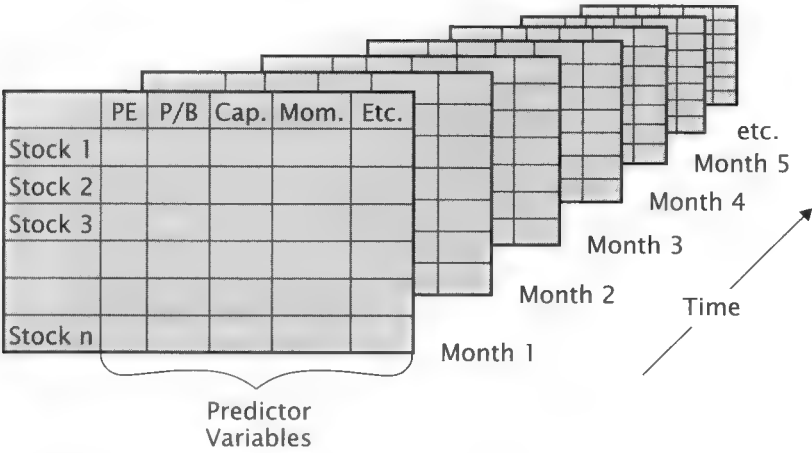 PE P/B Cap. Mom. Etc.
Stock 1
Stock 2
Stock 3
Stock n
etc.
Month 5
Month 4
Month 3
Month 2
Month 1
Time
Predictor
Variables